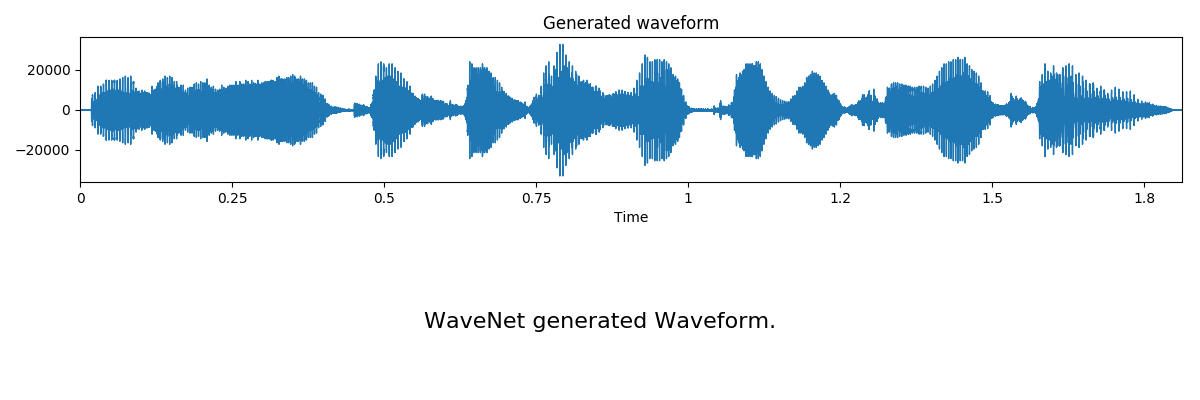 Generated waveform
20000
0
−20000
0 0.25 0.5 0.75 1 1.2 1.5 1.8
Time
WaveNet generated Waveform.